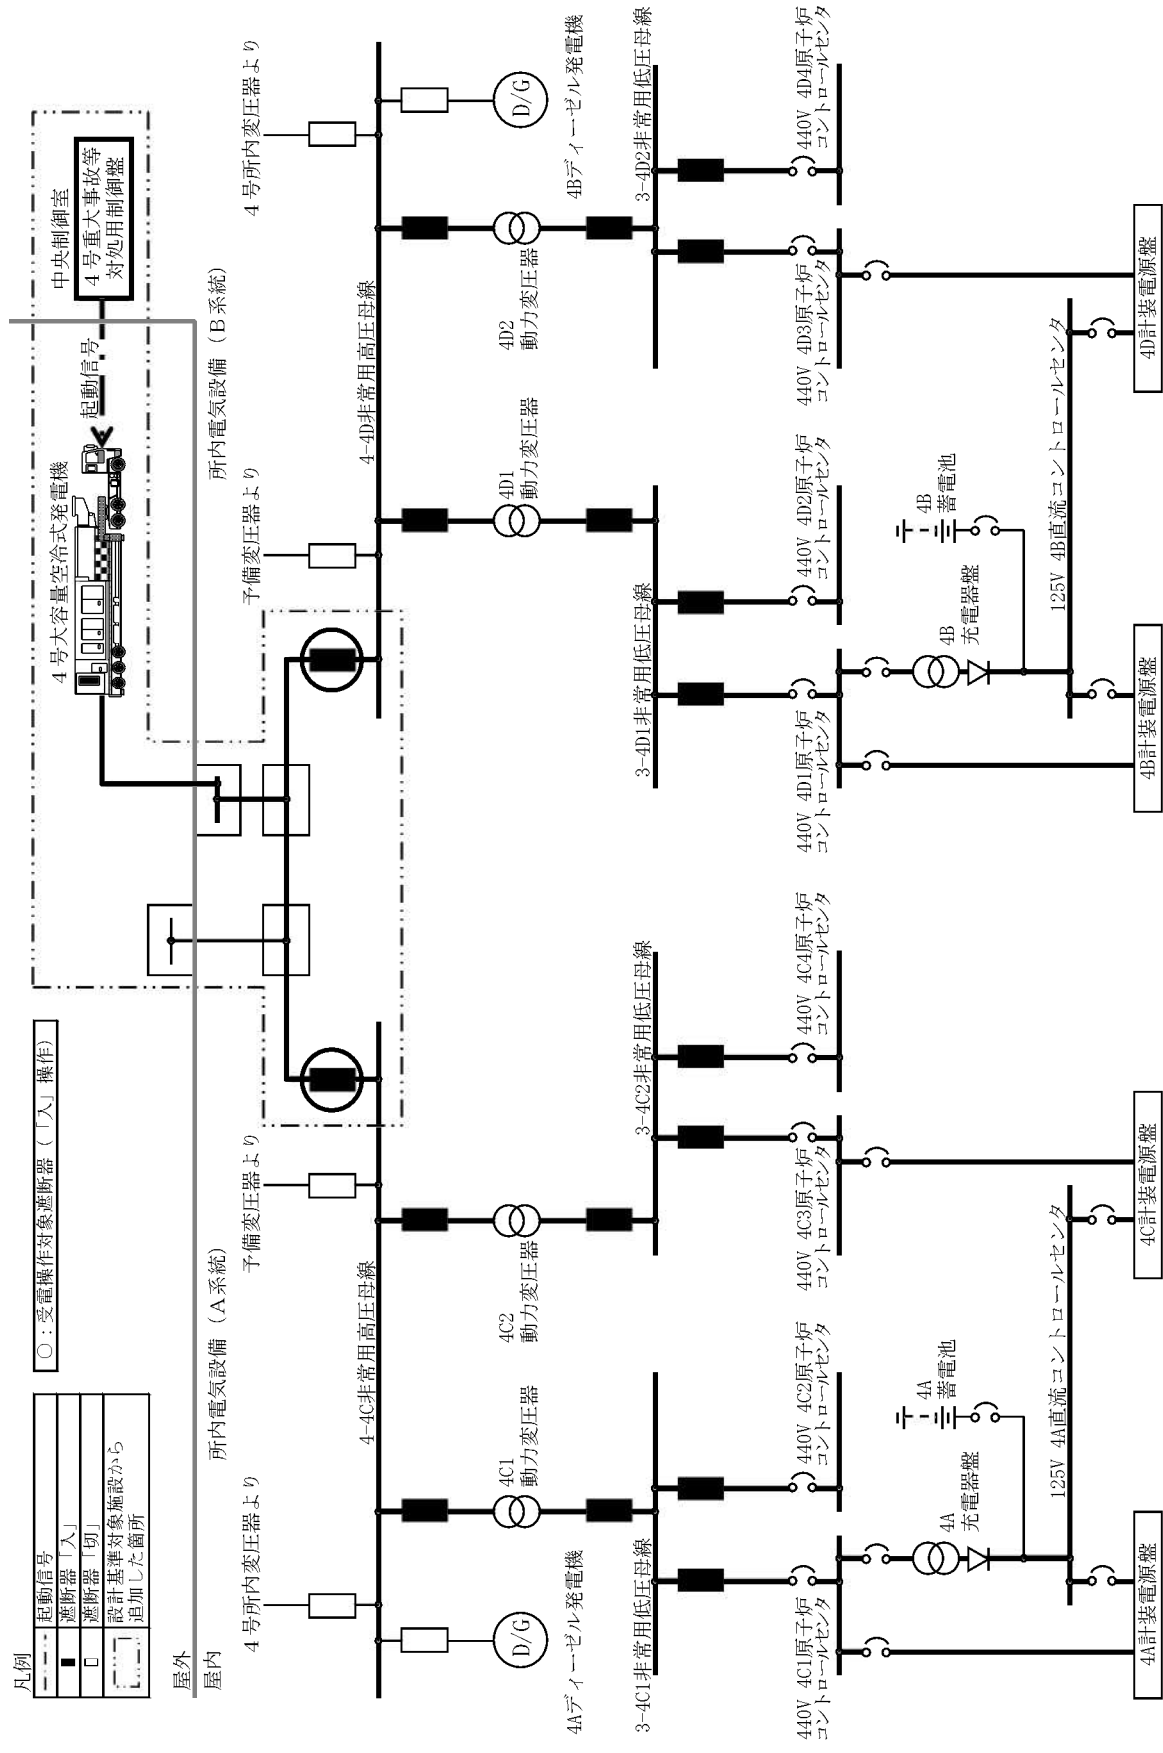 凡例
起動信号
遮断器「入」
遮断器「切」
設計基準対象施設から
追加した箇所
○：受電操作対象遮断器（「入」操作）
屋外
屋内
中央制御室
４号重大事故等
対処用制御盤
起動信号
４号大容量空冷式発電機
所内電気設備（A系統）
所内電気設備（B系統）
４号所内変圧器より
予備変圧器より
予備変圧器より
４号所内変圧器より
4-4C非常用高圧母線
4-4D非常用高圧母線
D/G
4Aディーゼル発電機
4C1
動力変圧器
4C2
動力変圧器
4D1
動力変圧器
4D2
動力変圧器
D/G
4Bディーゼル発電機
3-4C1非常用低圧母線
3-4C2非常用低圧母線
3-4D1非常用低圧母線
3-4D2非常用低圧母線
440V 4C1原子炉
コントロールセンタ
440V 4C2原子炉
コントロールセンタ
440V 4C3原子炉
コントロールセンタ
440V 4C4原子炉
コントロールセンタ
440V 4D1原子炉
コントロールセンタ
440V 4D2原子炉
コントロールセンタ
440V 4D3原子炉
コントロールセンタ
440V 4D4原子炉
コントロールセンタ
4A
充電器盤
4A
蓄電池
4B
充電器盤
4B
蓄電池
125V 4A直流コントロールセンタ
125V 4B直流コントロールセンタ
4A計装電源盤
4C計装電源盤
4B計装電源盤
4D計装電源盤